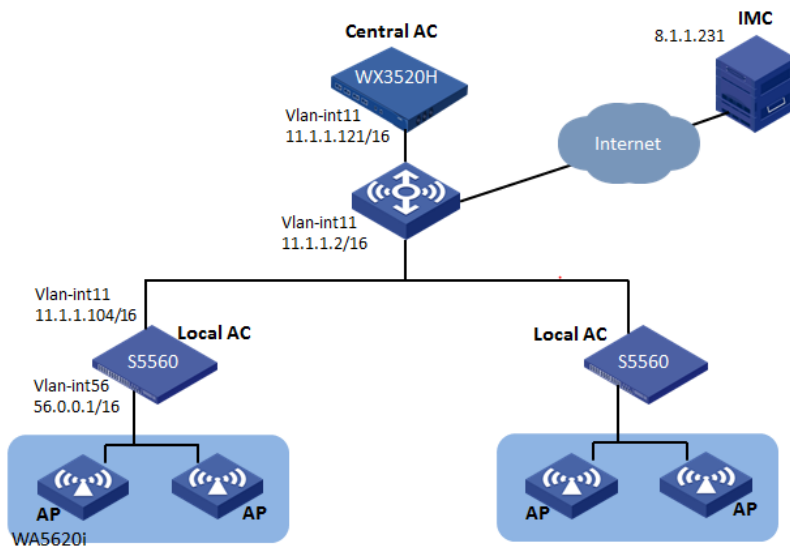 IMC
8.1.1.231
Central AC
WX3520H
Vlan-int11
11.1.1.121/16
Internet
Vlan-int11
11.1.1.2/16
Vlan-int11
11.1.1.104/16
Local AC
S5560
Vlan-int56
56.0.0.1/16
Local AC
S5560
AP
AP
WA5620i
AP
AP